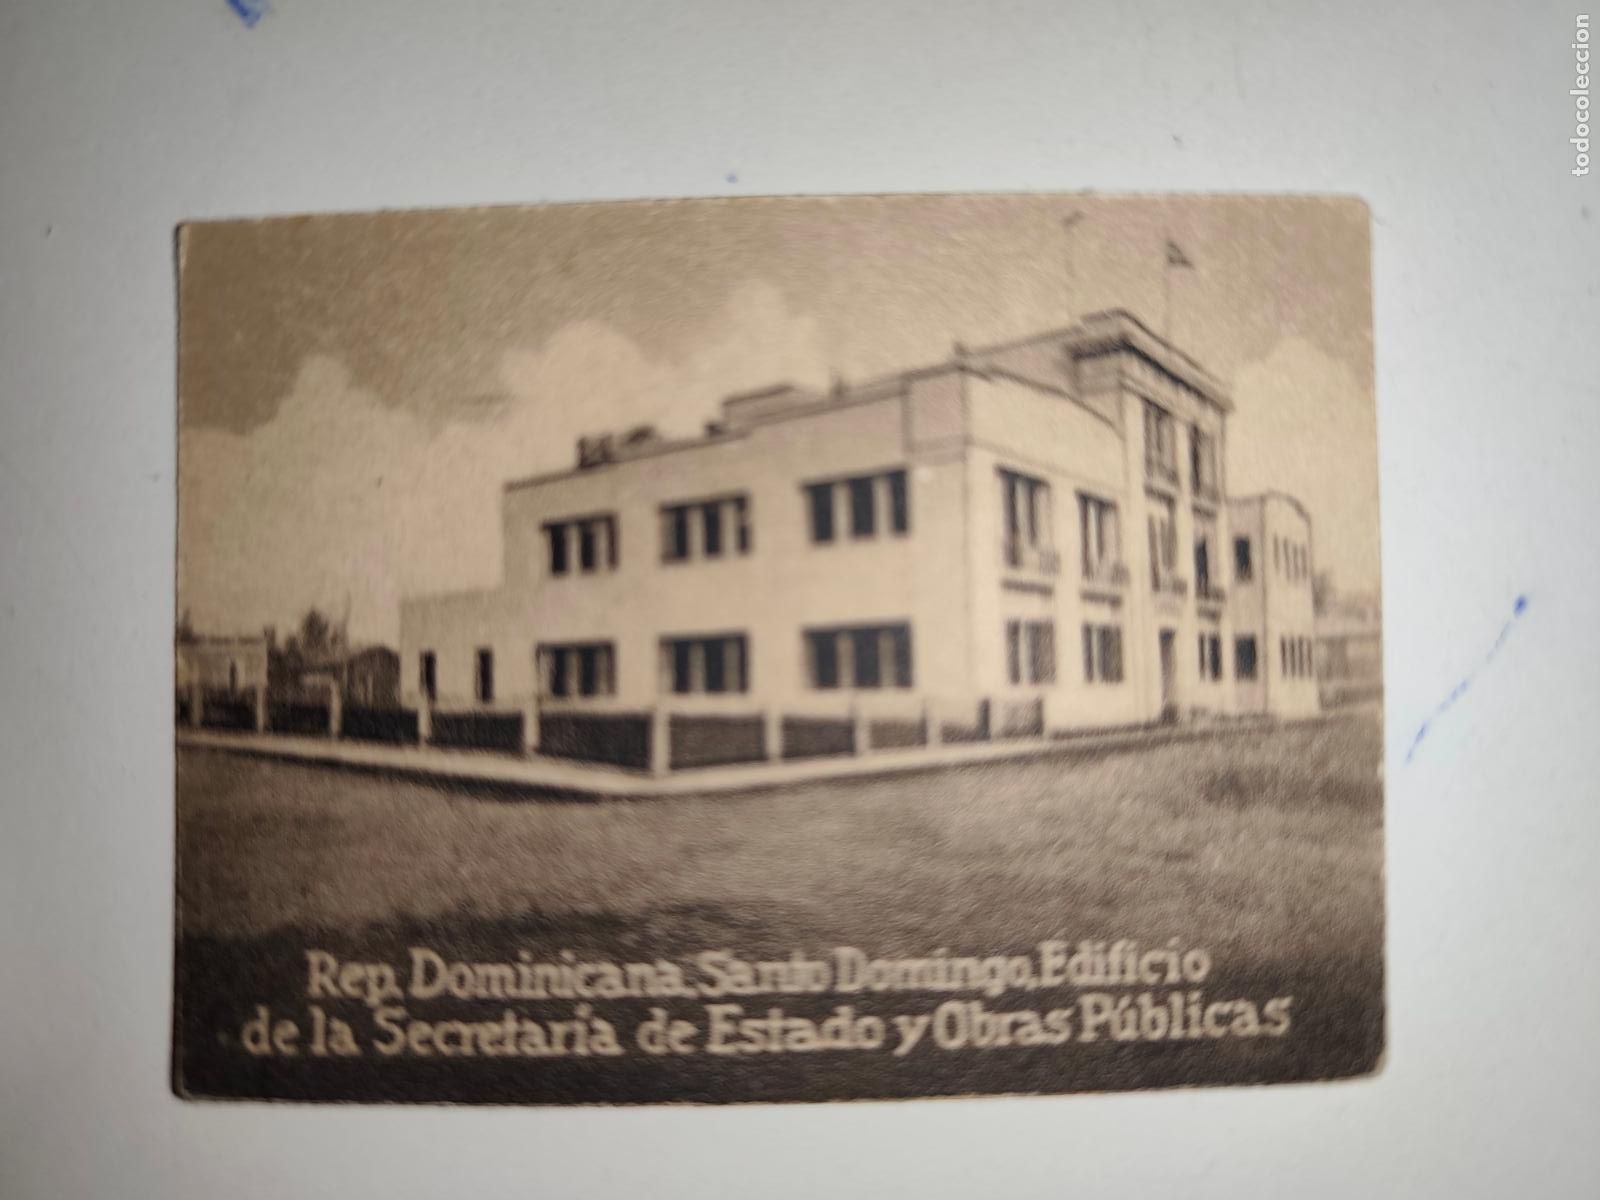 todocoleccion
Rep. Dominicana. Santo Domingo, Edificio
de la Secretaría de Estado y Obras Públicas